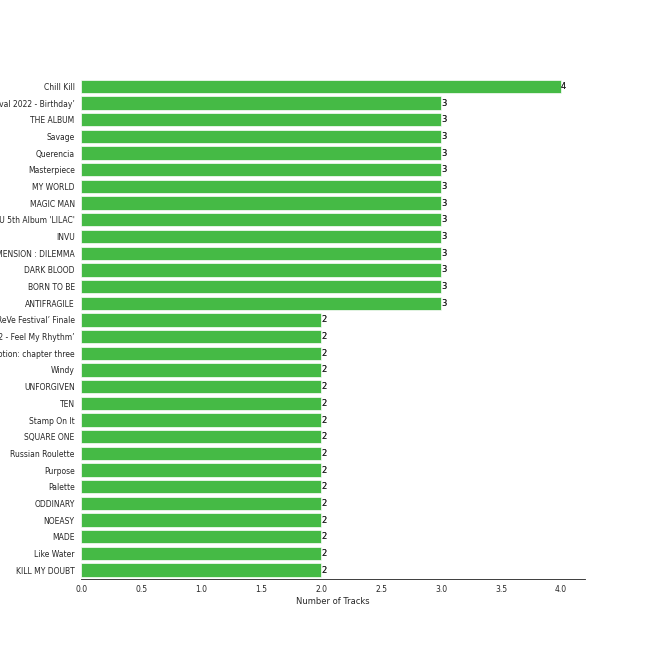 Chill Kill 4
val 2022 - Birthday' 3
THE ALBUM 3
Savage 3
Querencia 3
Masterpiece 3
MY WORLD 3
MAGIC MAN 3
U 5th Album 'LILAC' 3
INVU 3
MENSION : DILEMMA 3
DARK BLOOD 3
BORN TO BE 3
ANTIFRAGILE 3
ReVe Festival' Finale 2
2 - Feel My Rhythm' 2
ption: chapter three 2
Windy 2
UNFORGIVEN 2
TEN 2
Stamp On It 2
SQUARE ONE 2
Russian Roulette 2
Purpose 2
Palette 2
ODDINARY 2
NOEASY 2
MADE 2
Like Water 2
KILL MY DOUBT 2
0.0 0.5 1.0 1.5 2.0 2.5 3.0 3.5 4.0
Number of Tracks